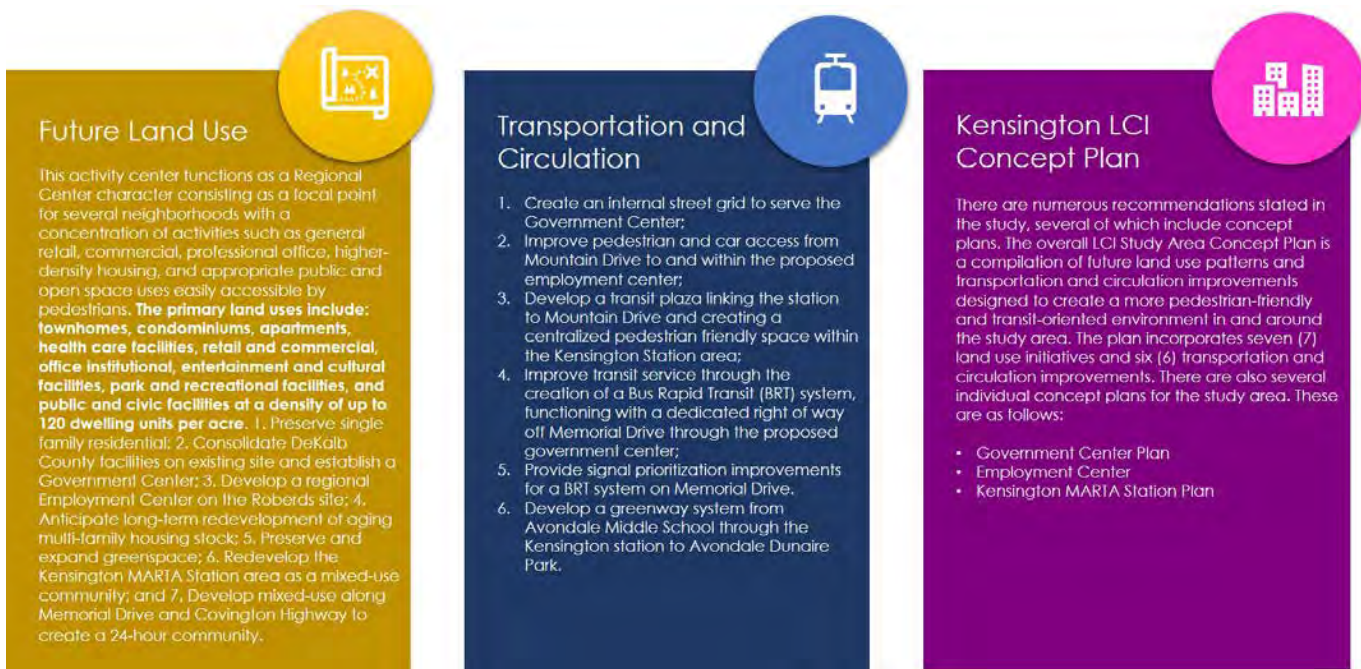 Future Land Use
This activity center functions as a Regional
Center character consisting as a focal point
for several neighborhoods with a
concentration of activities such as general
retail, commercial, professional office, higher-
density housing, and appropriate public and
open space uses easily accessible by
pedestrians. The primary land uses include:
townhomes, condominiums, apartments,
health care facilities, retail and commercial,
office institutional, entertainment and cultural
facilities, park and recreational facilities, and
public and civic facilities at a density of up to
120 dwelling units per acre. 1. Preserve single
family residential; 2. Consolidate DeKalb
County facilities on existing site and establish a
Government Center; 3. Develop a regional
Employment Center on the Roberds site; 4.
Anticipate long-term redevelopment of aging
multi-family housing stock; 5. Preserve and
expand greenspace; 6. Redevelop the
Kensington MARTA Station area as a mixed-use
community; and 7. Develop mixed-use along
Memorial Drive and Covington Highway to
create a 24-hour community.
Transportation and
Circulation
1. Create an internal street grid to serve the
Government Center;
2. Improve pedestrian and car access from
Mountain Drive to and within the proposed
employment center;
3. Develop a transit plaza linking the station
to Mountain Drive and creating a
centralized pedestrian friendly space within
the Kensington Station area;
4. Improve transit service through the
creation of a Bus Rapid Transit (BRT) system,
functioning with a dedicated right of way
off Memorial Drive through the proposed
government center;
5. Provide signal prioritization improvements
for a BRT system on Memorial Drive.
6. Develop a greenway system from
Avondale Middle School through the
Kensington station to Avondale Dunaire
Park.
Kensington LCI
Concept Plan
There are numerous recommendations stated in
the study, several of which include concept
plans. The overall LCI Study Area Concept Plan is
a compilation of future land use patterns and
transportation and circulation improvements
designed to create a more pedestrian-friendly
and transit-oriented environment in and around
the study area. The plan incorporates seven (7)
land use initiatives and six (6) transportation and
circulation improvements. There are also several
individual concept plans for the study area. These
are as follows:
• Government Center Plan
• Employment Center
• Kensington MARTA Station Plan